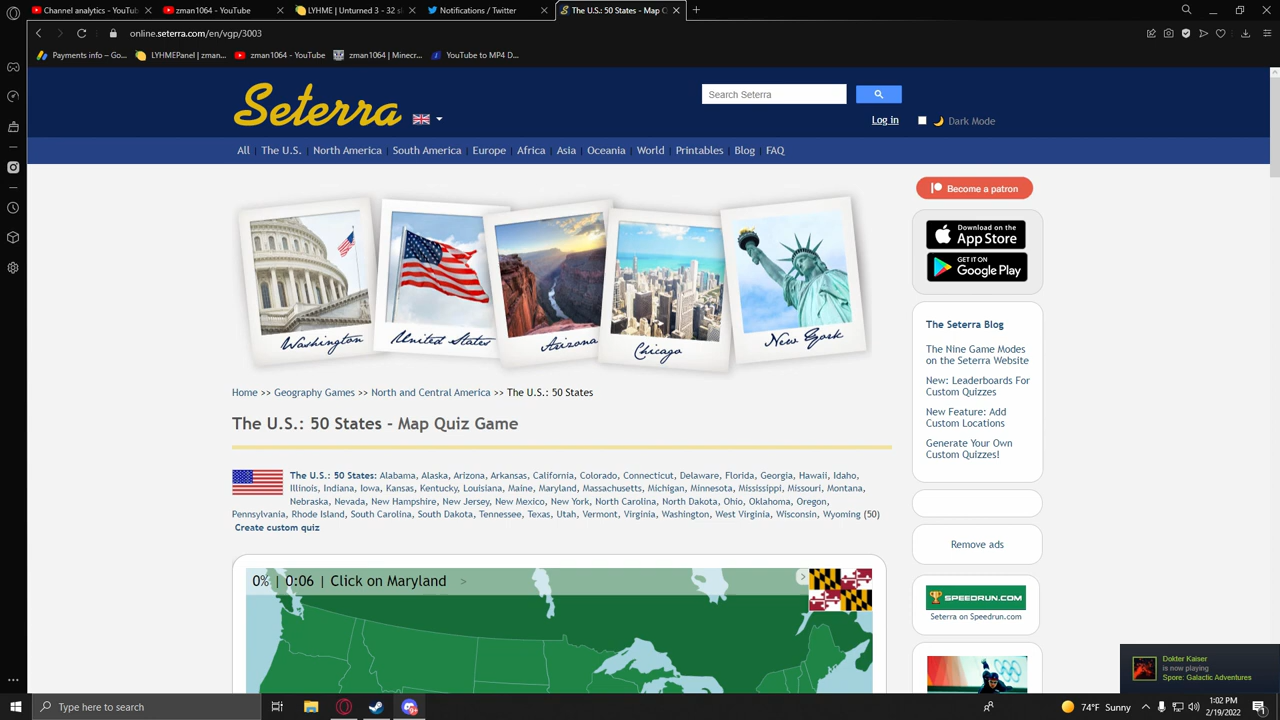 Channel content - YouTub
zman1064 - YouTube
LYHME | Unturned 3 - 32 sl
Notifications / Twitter
The U.S.: 50 States - Map Q
online.seterra.com/en/vgp/3003
Payments info – Go...
LYHMEPanel | zman...
zman1064 - YouTube
zman1064 | Minecr...
YouTube to MP4 D...
Seterra
Search Seterra
Log in
Dark Mode
All | The U.S. | North America | South America | Europe | Africa | Asia | Oceania | World | Printables | Blog | FAQ
Washington
United States
Arizona
Chicago
New York
Become a patron
Download on the
App Store
GET IT ON
Google Play
The Seterra Blog
The Nine Game Modes
on the Seterra Website
New: Leaderboards For
Custom Quizzes
New Feature: Add
Custom Locations
Generate Your Own
Custom Quizzes!
Home >> Geography Games >> North and Central America >> The U.S.: 50 States
The U.S.: 50 States - Map Quiz Game
The U.S.: 50 States: Alabama, Alaska, Arizona, Arkansas, California, Colorado, Connecticut, Delaware, Florida, Georgia, Hawaii, Idaho,
Illinois, Indiana, Iowa, Kansas, Kentucky, Louisiana, Maine, Maryland, Massachusetts, Michigan, Minnesota, Mississippi, Missouri, Montana,
Nebraska, Nevada, New Hampshire, New Jersey, New Mexico, New York, North Carolina, North Dakota, Ohio, Oklahoma, Oregon,
Pennsylvania, Rhode Island, South Carolina, South Dakota, Tennessee, Texas, Utah, Vermont, Virginia, Washington, West Virginia, Wisconsin, Wyoming (50)
Create custom quiz
Remove ads
SPEEDRUN.COM
Seterra on Speedrun.com
0% | 0:06 | Click on Maryland >
Dokter Kaiser
is now playing
Spore: Galactic Adventures
Type here to search
74°F Sunny
1:02 PM
2/19/2022